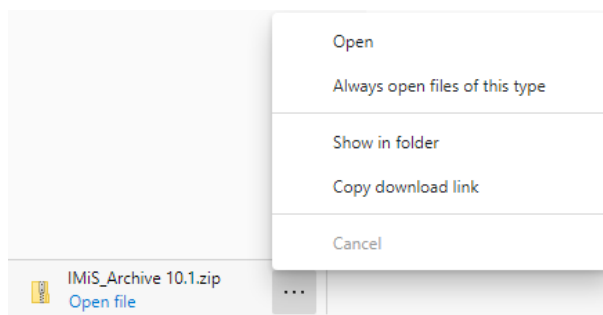 Open
Always open files of this type
Show in folder
Copy download link
Cancel
IMiS_Archive 10.1.zip
Open file
...